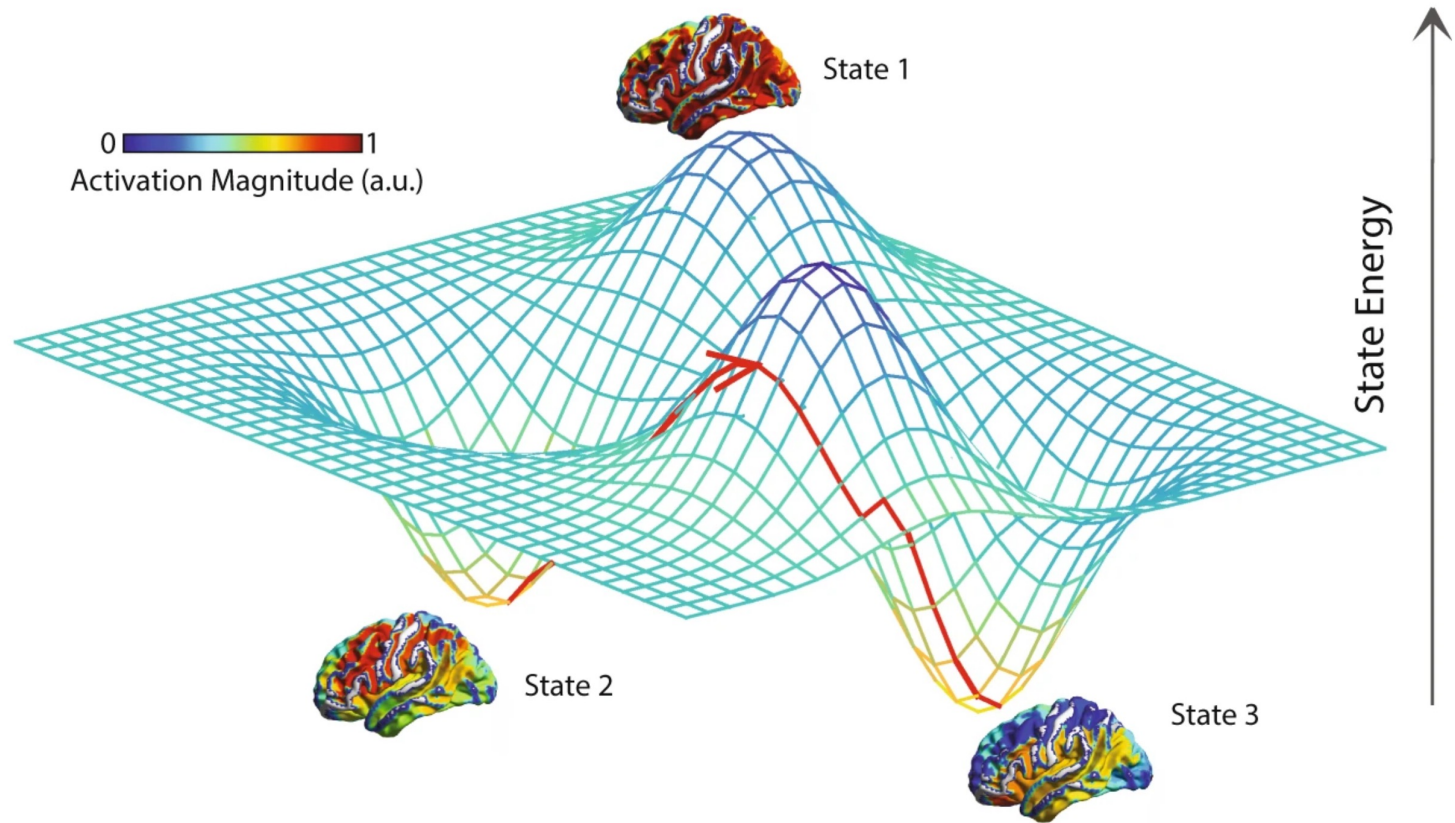 State 1
0 1
Activation Magnitude (a.u.)
State Energy
State 2
State 3